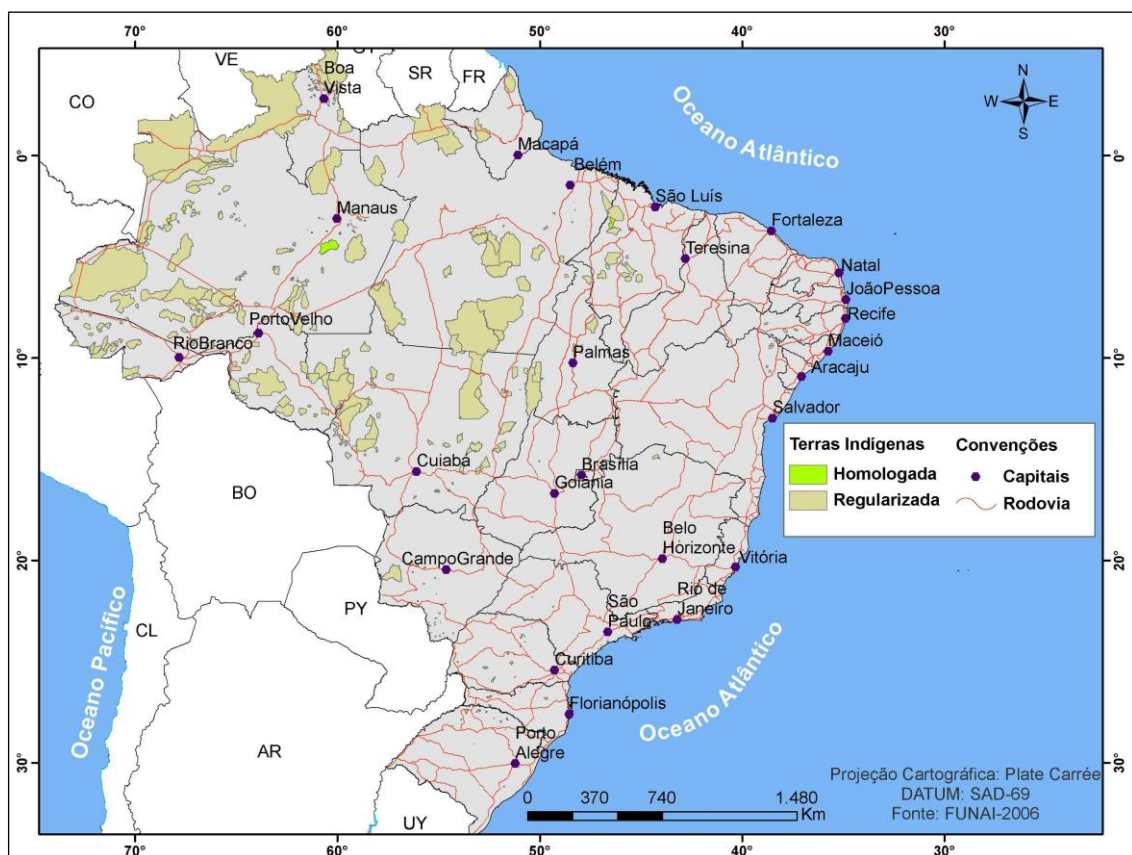 70°
60°
50°
40°
30°
VE
GY
Boa
Vista
SR
FR
CO
Oceano Atlântico
N
W
E
S
0°
0°
Macapá
Belém
São Luís
Manaus
Fortaleza
Teresina
Natal
JoãoPessoa
Recife
PortoVelho
Maceió
RioBranco
Palmas
10°
10°
Aracaju
Salvador
Terras Indígenas
Convenções
Homologada
Capitais
Regularizada
Rodovia
Cuiabá
Brasília
Goiânia
BO
Belo
Horizonte
20°
CampoGrande
Vitória
20°
Rio de
Janeiro
São
Paulo
PY
CL
Oceano Pacífico
Curitiba
Oceano Atlântico
Florianópolis
Porto
Alegre
AR
30°
30°
UY
Projeção Cartográfica: Plate Carrée
DATUM: SAD-69
Fonte: FUNAI-2006
0 370 740 1.480
Km
70°
60°
50°
40°
30°